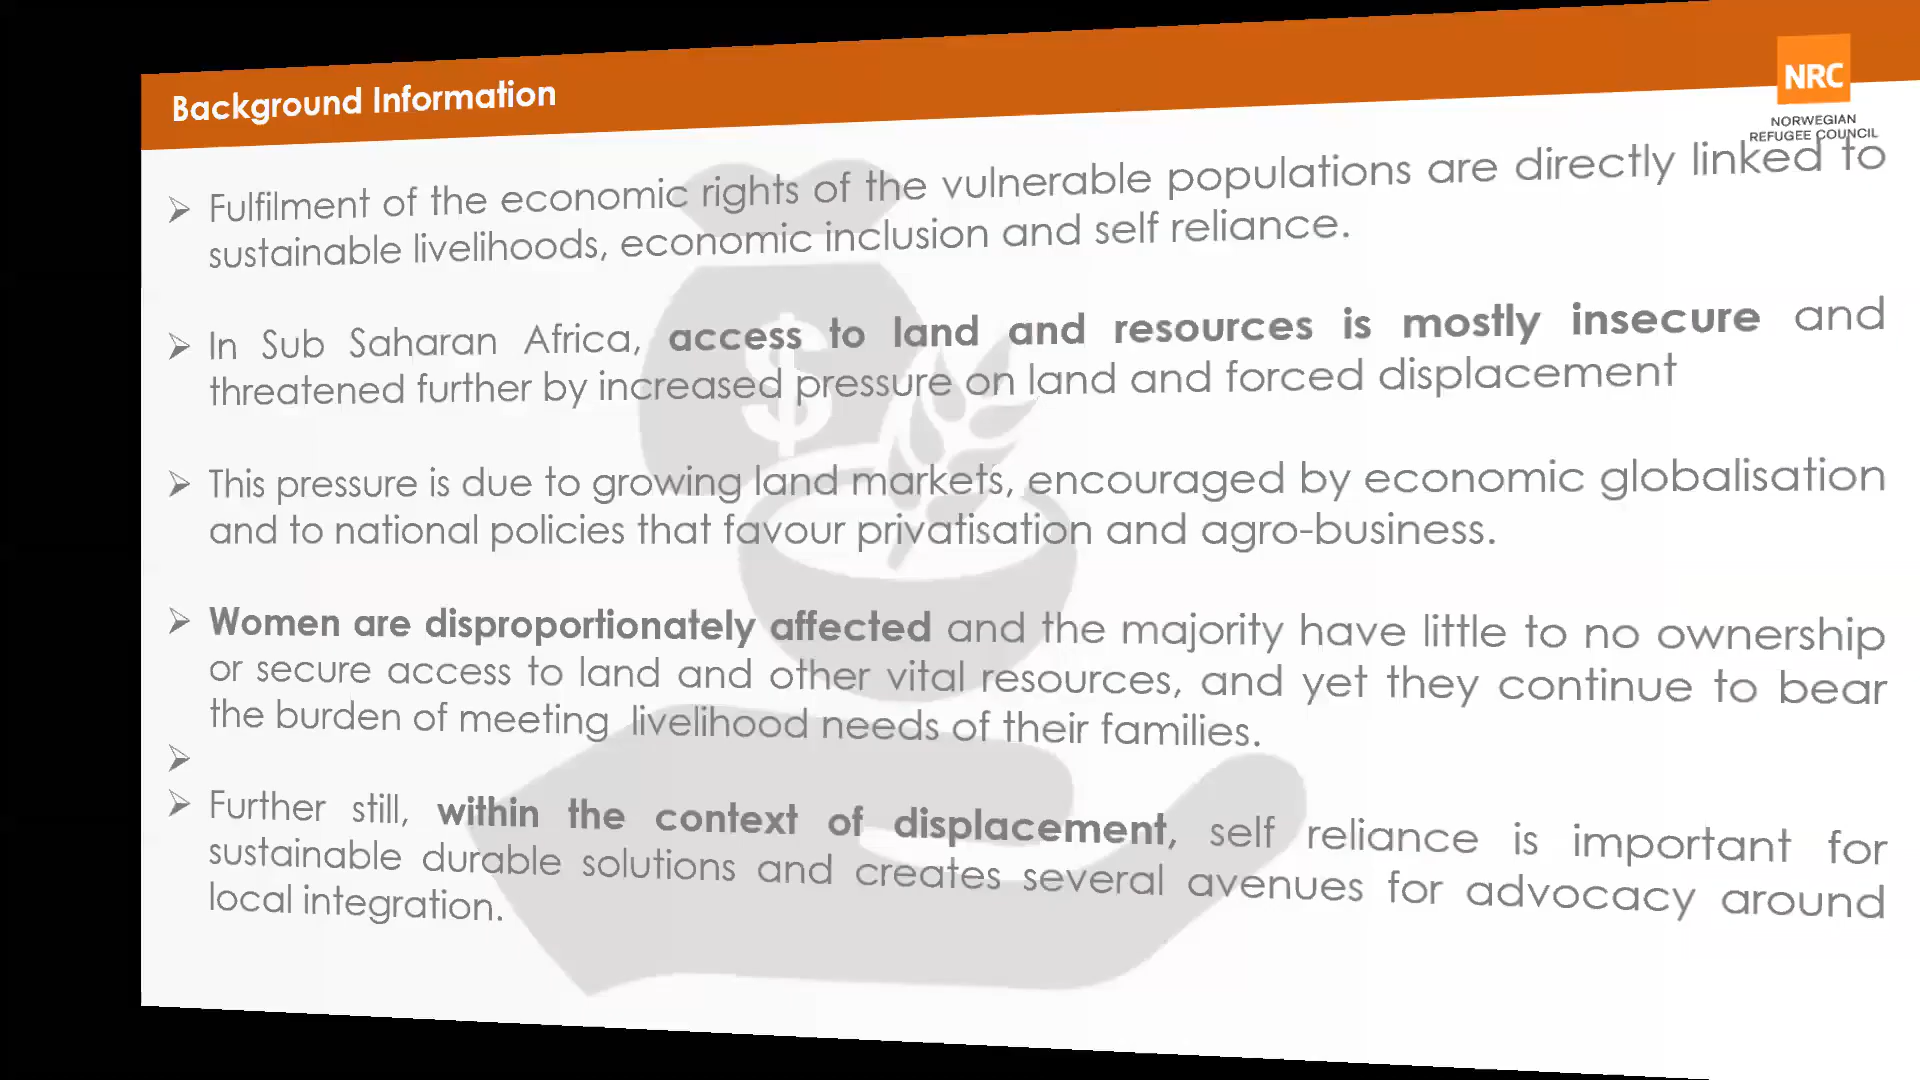 Background Information
NRC
NORWEGIAN
REFUGEE COUNCIL
➢ Fulfilment of the economic rights of the vulnerable populations are directly linked to
sustainable livelihoods, economic inclusion and self reliance.
➢ In Sub Saharan Africa, access to land and resources is mostly insecure and
threatened further by increased pressure on land and forced displacement
➢ This pressure is due to growing land markets, encouraged by economic globalisation
and to national policies that favour privatisation and agro-business.
➢ Women are disproportionately affected and the majority have little to no ownership
or secure access to land and other vital resources, and yet they continue to bear
the burden of meeting livelihood needs of their families.
➢
➢ Further still, within the context of displacement, self reliance is important for
sustainable durable solutions and creates several avenues for advocacy around
local integration.
$